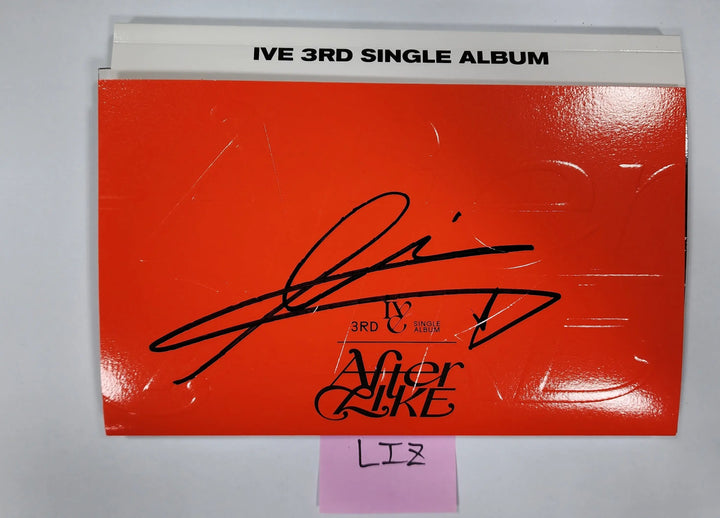 IVE 3RD SINGLE ALBUM
3RD IVE SINGLE ALBUM
After LIKE
LIZ